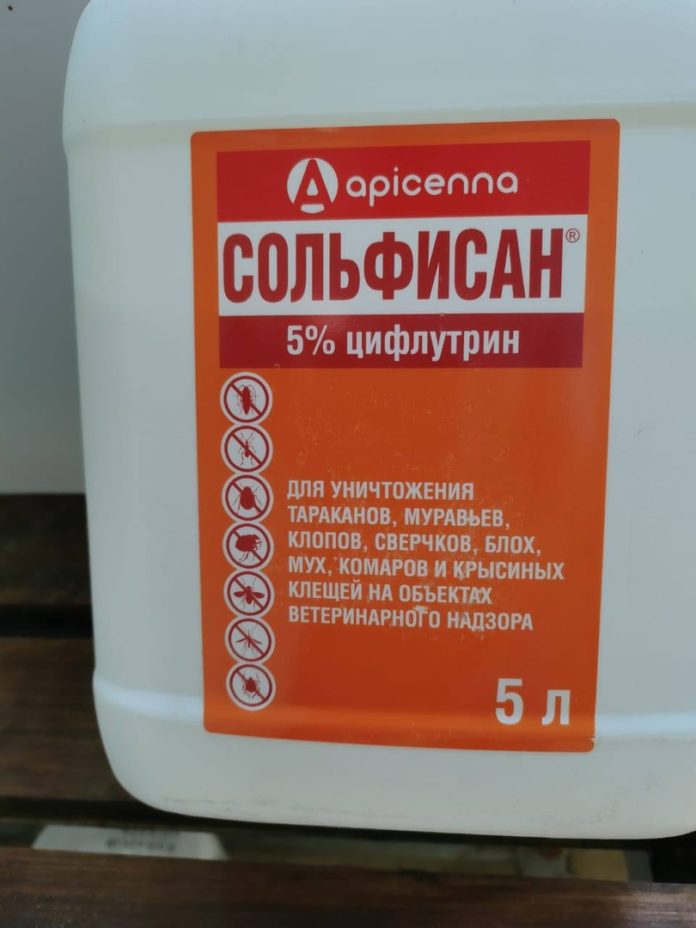 apicenna
СОЛЬФИСАН®
5% цифлутрин
ДЛЯ УНИЧТОЖЕНИЯ
ТАРАКАНОВ, МУРАВЬЕВ,
КЛОПОВ, СВЕРЧКОВ, БЛОХ,
МУХ, КОМАРОВ И КРЫСИНЫХ
КЛЕЩЕЙ НА ОБЪЕКТАХ
ВЕТЕРИНАРНОГО НАДЗОРА
5 л